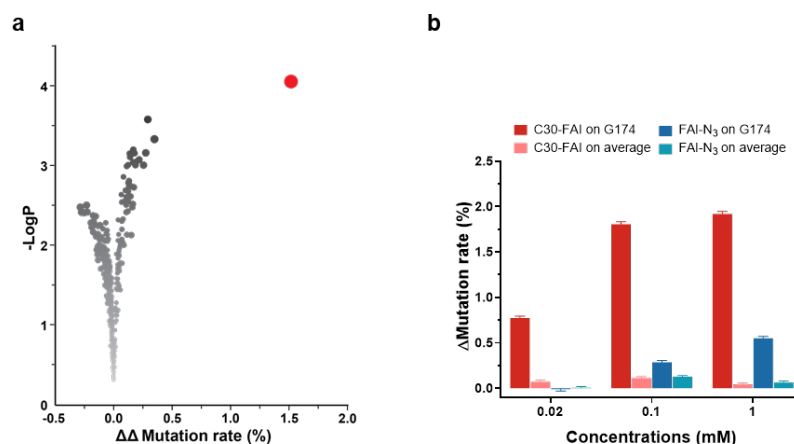 a
-LogP
4
3
2
1
0
-0.5 0.0 0.5 1.0 1.5 2.0
ΔΔ Mutation rate (%)
b
C30-FAI on G174 FAI-N₃ on G174
C30-FAI on average FAI-N₃ on average
ΔMutation rate (%)
2.5
2.0
1.5
1.0
0.5
0.0
0.02 0.1 1
Concentrations (mM)